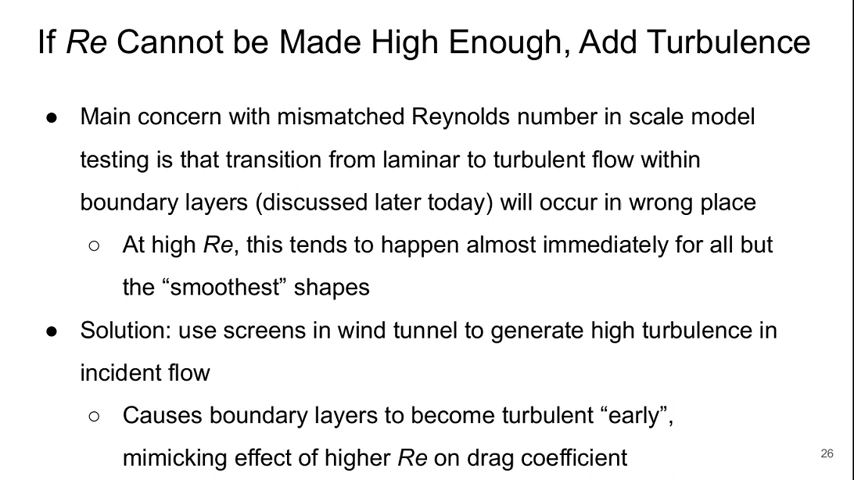 If Re Cannot be Made High Enough, Add Turbulence
● Main concern with mismatched Reynolds number in scale model
testing is that transition from laminar to turbulent flow within
boundary layers (discussed later today) will occur in wrong place
○ At high Re, this tends to happen almost immediately for all but
the “smoothest” shapes
● Solution: use screens in wind tunnel to generate high turbulence in
incident flow
○ Causes boundary layers to become turbulent “early”,
mimicking effect of higher Re on drag coefficient
26